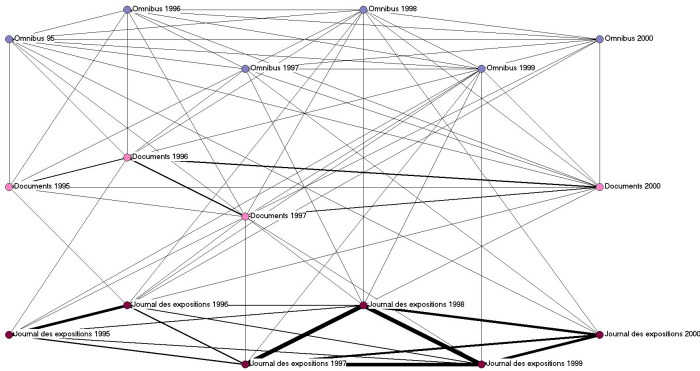 Omnibus 1996
Omnibus 1998
Omnibus 95
Omnibus 2000
Omnibus 1997
Omnibus 1999
Documents 1996
Documents 1995
Documents 2000
Documents 1997
Journal des expositions 1996
Journal des expositions 1998
Journal des expositions 1995
Journal des expositions 2000
Journal des expositions 1997
Journal des expositions 1999